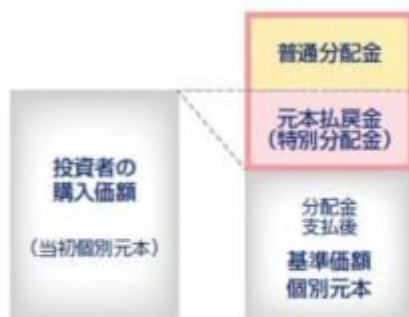 投資者の
購入価額
(当初個別元本)
普通分配金
元本払戻金
(特別分配金)
分配金
支払後
基準価額
個別元本